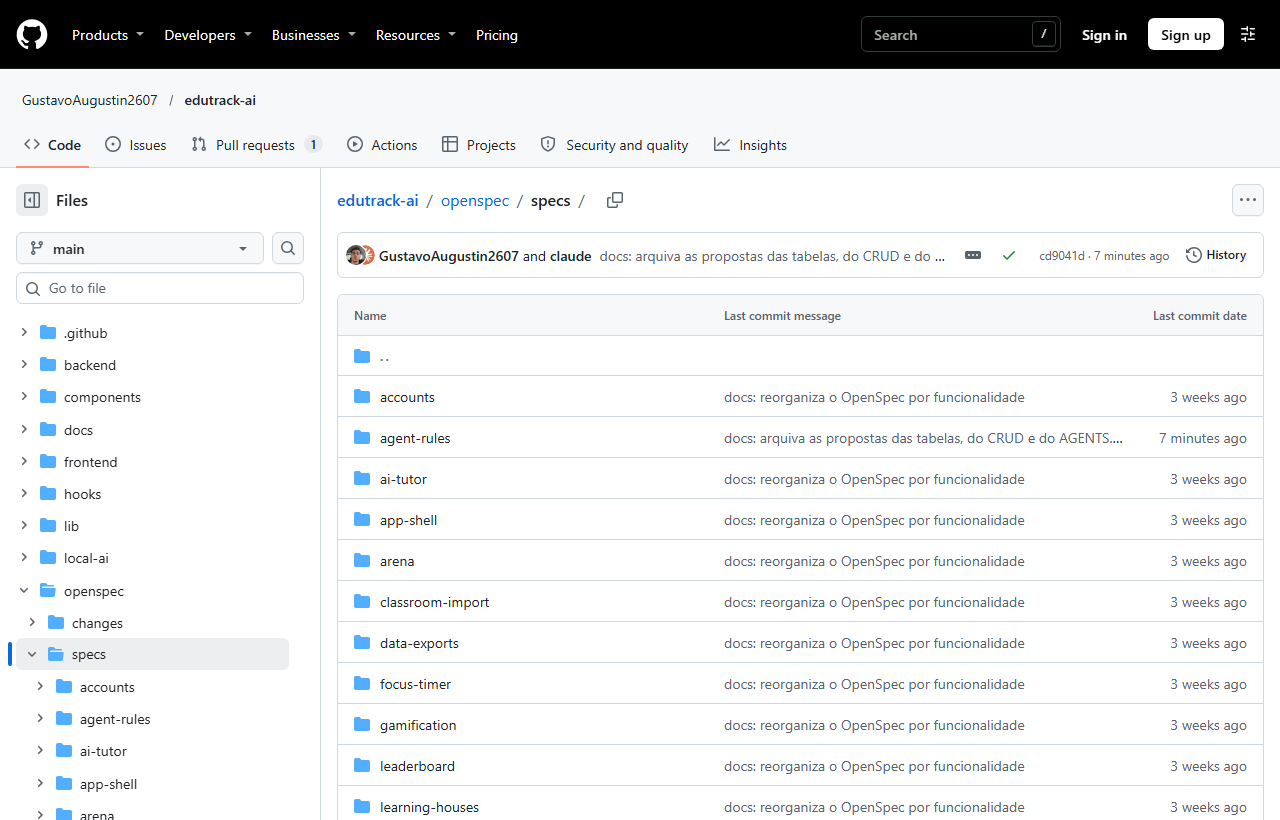 Products
Developers
Businesses
Resources
Pricing
Search
/
Sign in
Sign up
GustavoAugustin2607 / edutrack-ai
Code
Issues
Pull requests 1
Actions
Projects
Security and quality
Insights
Files
main
Go to file
.github
backend
components
docs
frontend
hooks
lib
local-ai
openspec
changes
specs
accounts
agent-rules
ai-tutor
app-shell
arena
edutrack-ai / openspec / specs /
GustavoAugustin2607 and claude docs: arquiva as propostas das tabelas, do CRUD e do ... cd9041d · 7 minutes ago History
Name Last commit message Last commit date
..
accounts docs: reorganiza o OpenSpec por funcionalidade 3 weeks ago
agent-rules docs: arquiva as propostas das tabelas, do CRUD e do AGENTS.... 7 minutes ago
ai-tutor docs: reorganiza o OpenSpec por funcionalidade 3 weeks ago
app-shell docs: reorganiza o OpenSpec por funcionalidade 3 weeks ago
arena docs: reorganiza o OpenSpec por funcionalidade 3 weeks ago
classroom-import docs: reorganiza o OpenSpec por funcionalidade 3 weeks ago
data-exports docs: reorganiza o OpenSpec por funcionalidade 3 weeks ago
focus-timer docs: reorganiza o OpenSpec por funcionalidade 3 weeks ago
gamification docs: reorganiza o OpenSpec por funcionalidade 3 weeks ago
leaderboard docs: reorganiza o OpenSpec por funcionalidade 3 weeks ago
learning-houses docs: reorganiza o OpenSpec por funcionalidade 3 weeks ago